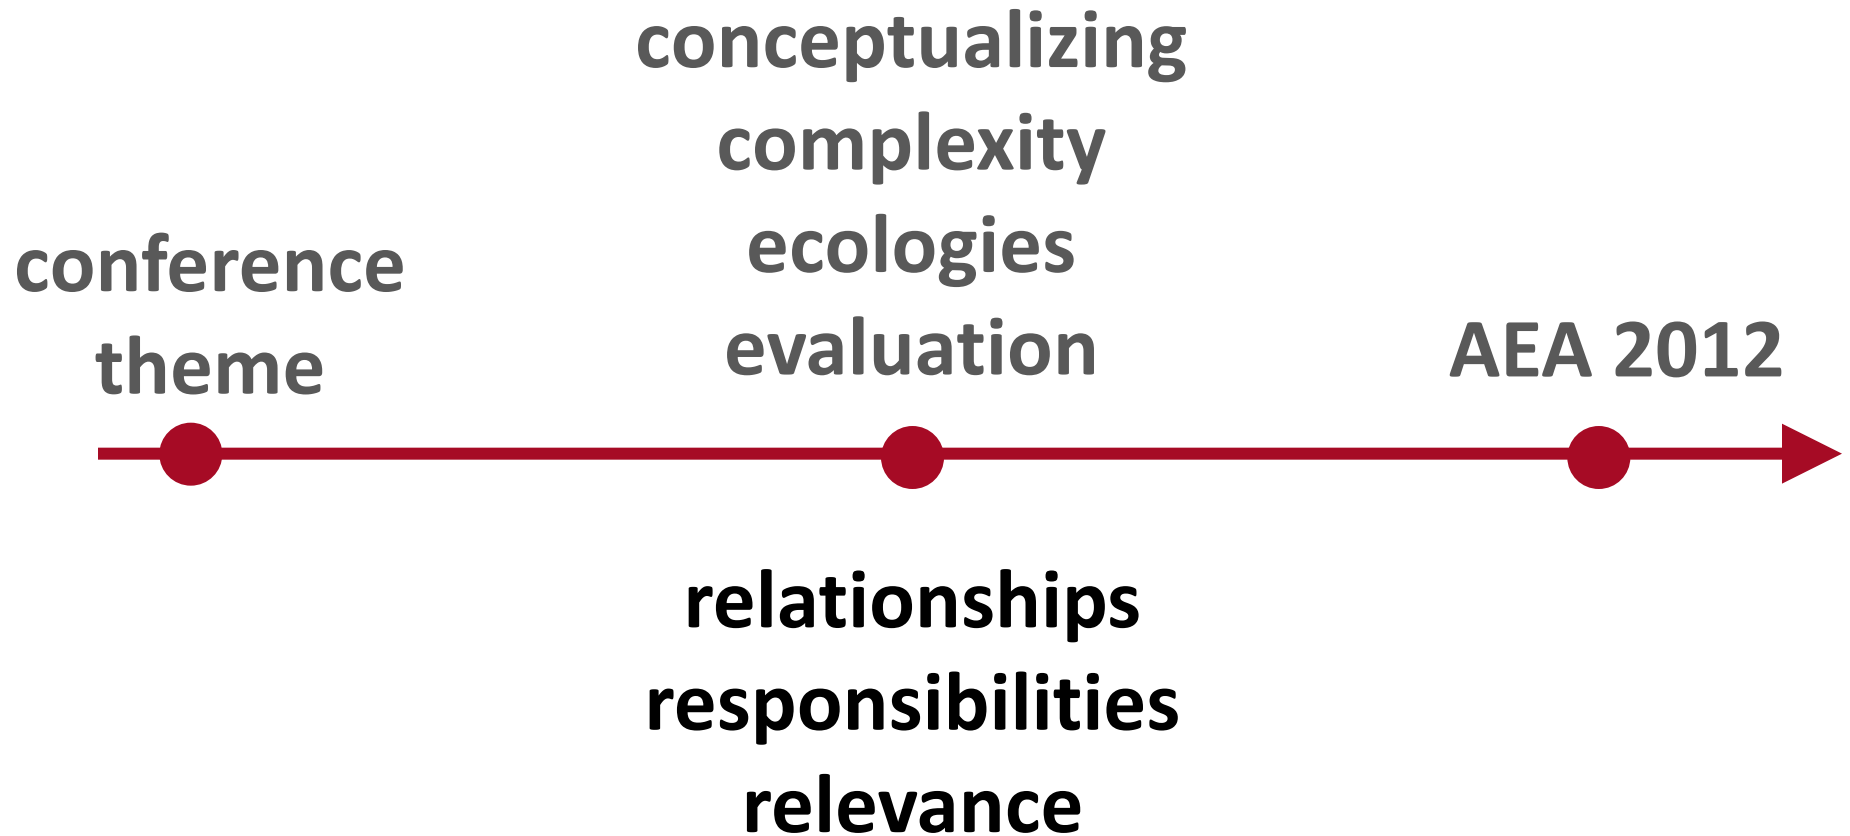 conference
theme
conceptualizing
complexity
ecologies
evaluation
AEA 2012
relationships
responsibilities
relevance